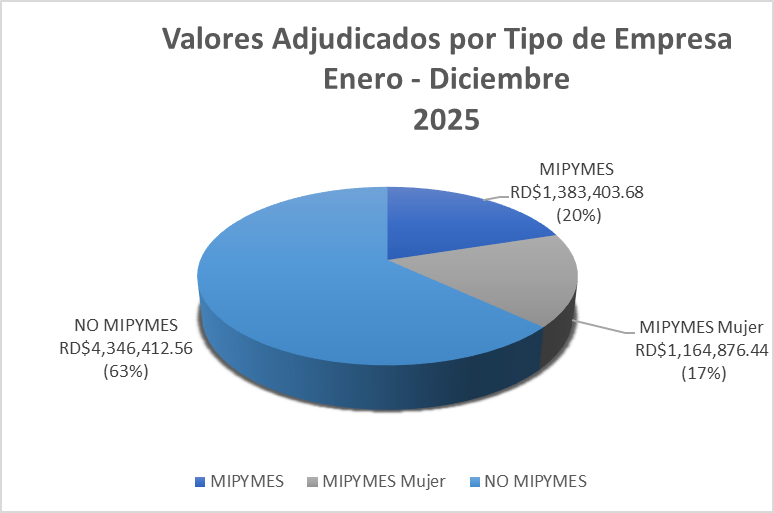 Valores Adjudicados por Tipo de Empresa
Enero - Diciembre
2025
MIPYMES
RD$1,383,403.68
(20%)
NO MIPYMES
RD$4,346,412.56
(63%)
MIPYMES Mujer
RD$1,164,876.44
(17%)
MIPYMES MIPYMES Mujer NO MIPYMES